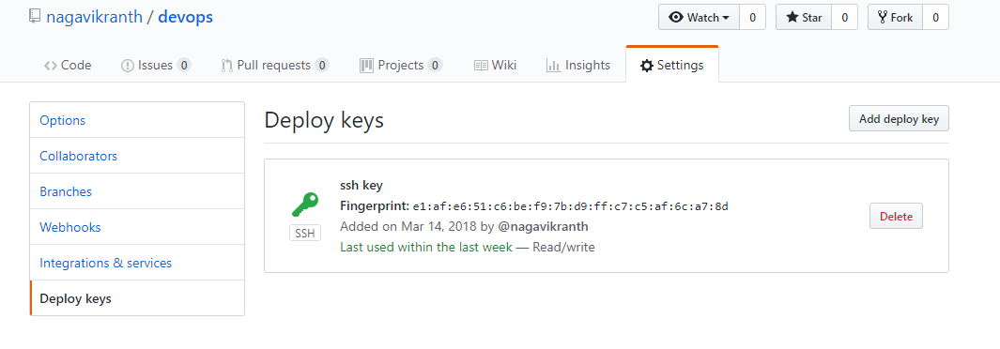 nagavikranth / devops
Watch 0 Star 0 Fork 0
Code Issues 0 Pull requests 0 Projects 0 Wiki Insights Settings
Options
Collaborators
Branches
Webhooks
Integrations & services
Deploy keys
Deploy keys
Add deploy key
ssh key
Fingerprint: e1:af:e6:51:c6:be:f9:7b:d9:ff:c7:c5:af:6c:a7:8d
SSH
Added on Mar 14, 2018 by @nagavikranth
Last used within the last week — Read/write
Delete